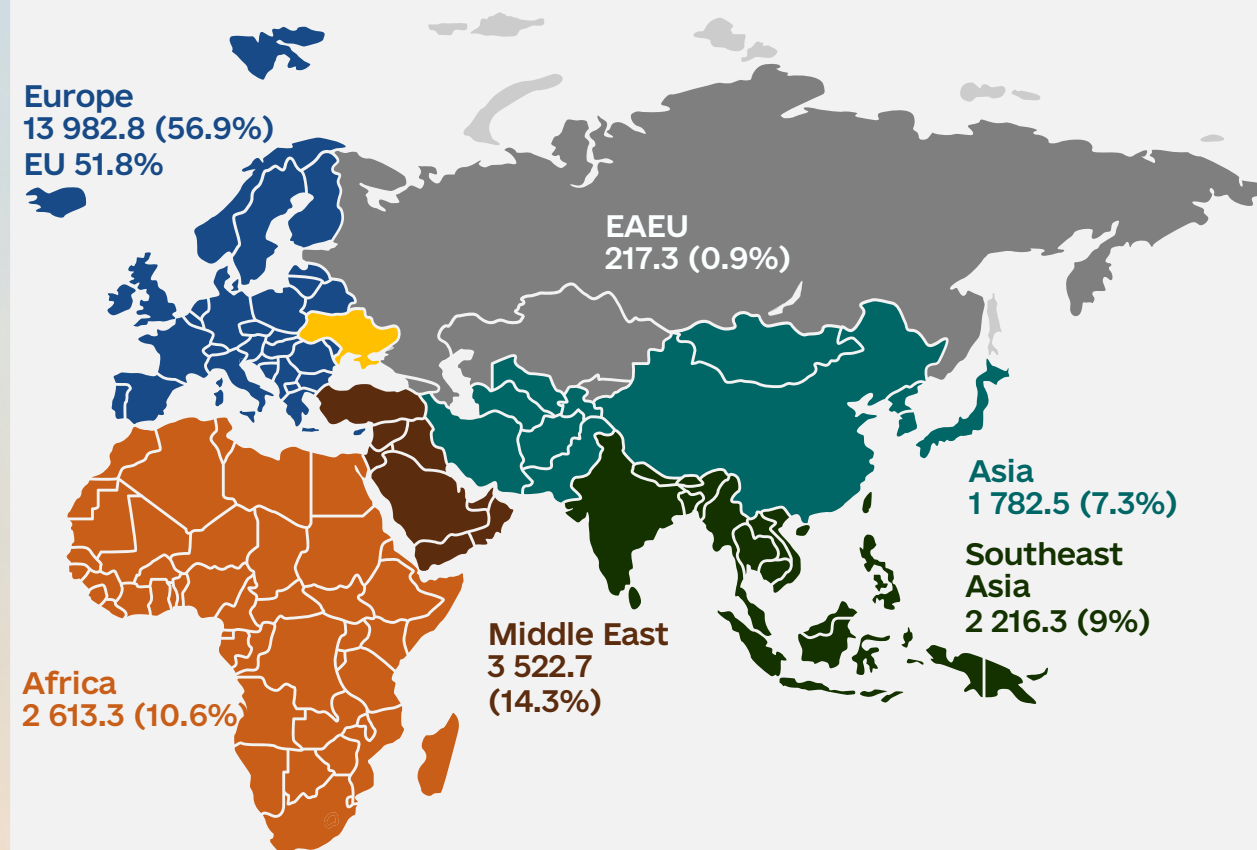 Europe
13 982.8 (56.9%)
EU 51.8%
EAEU
217.3 (0.9%)
Asia
1 782.5 (7.3%)
Southeast
Asia
2 216.3 (9%)
Middle East
3 522.7
(14.3%)
Africa
2 613.3 (10.6%)